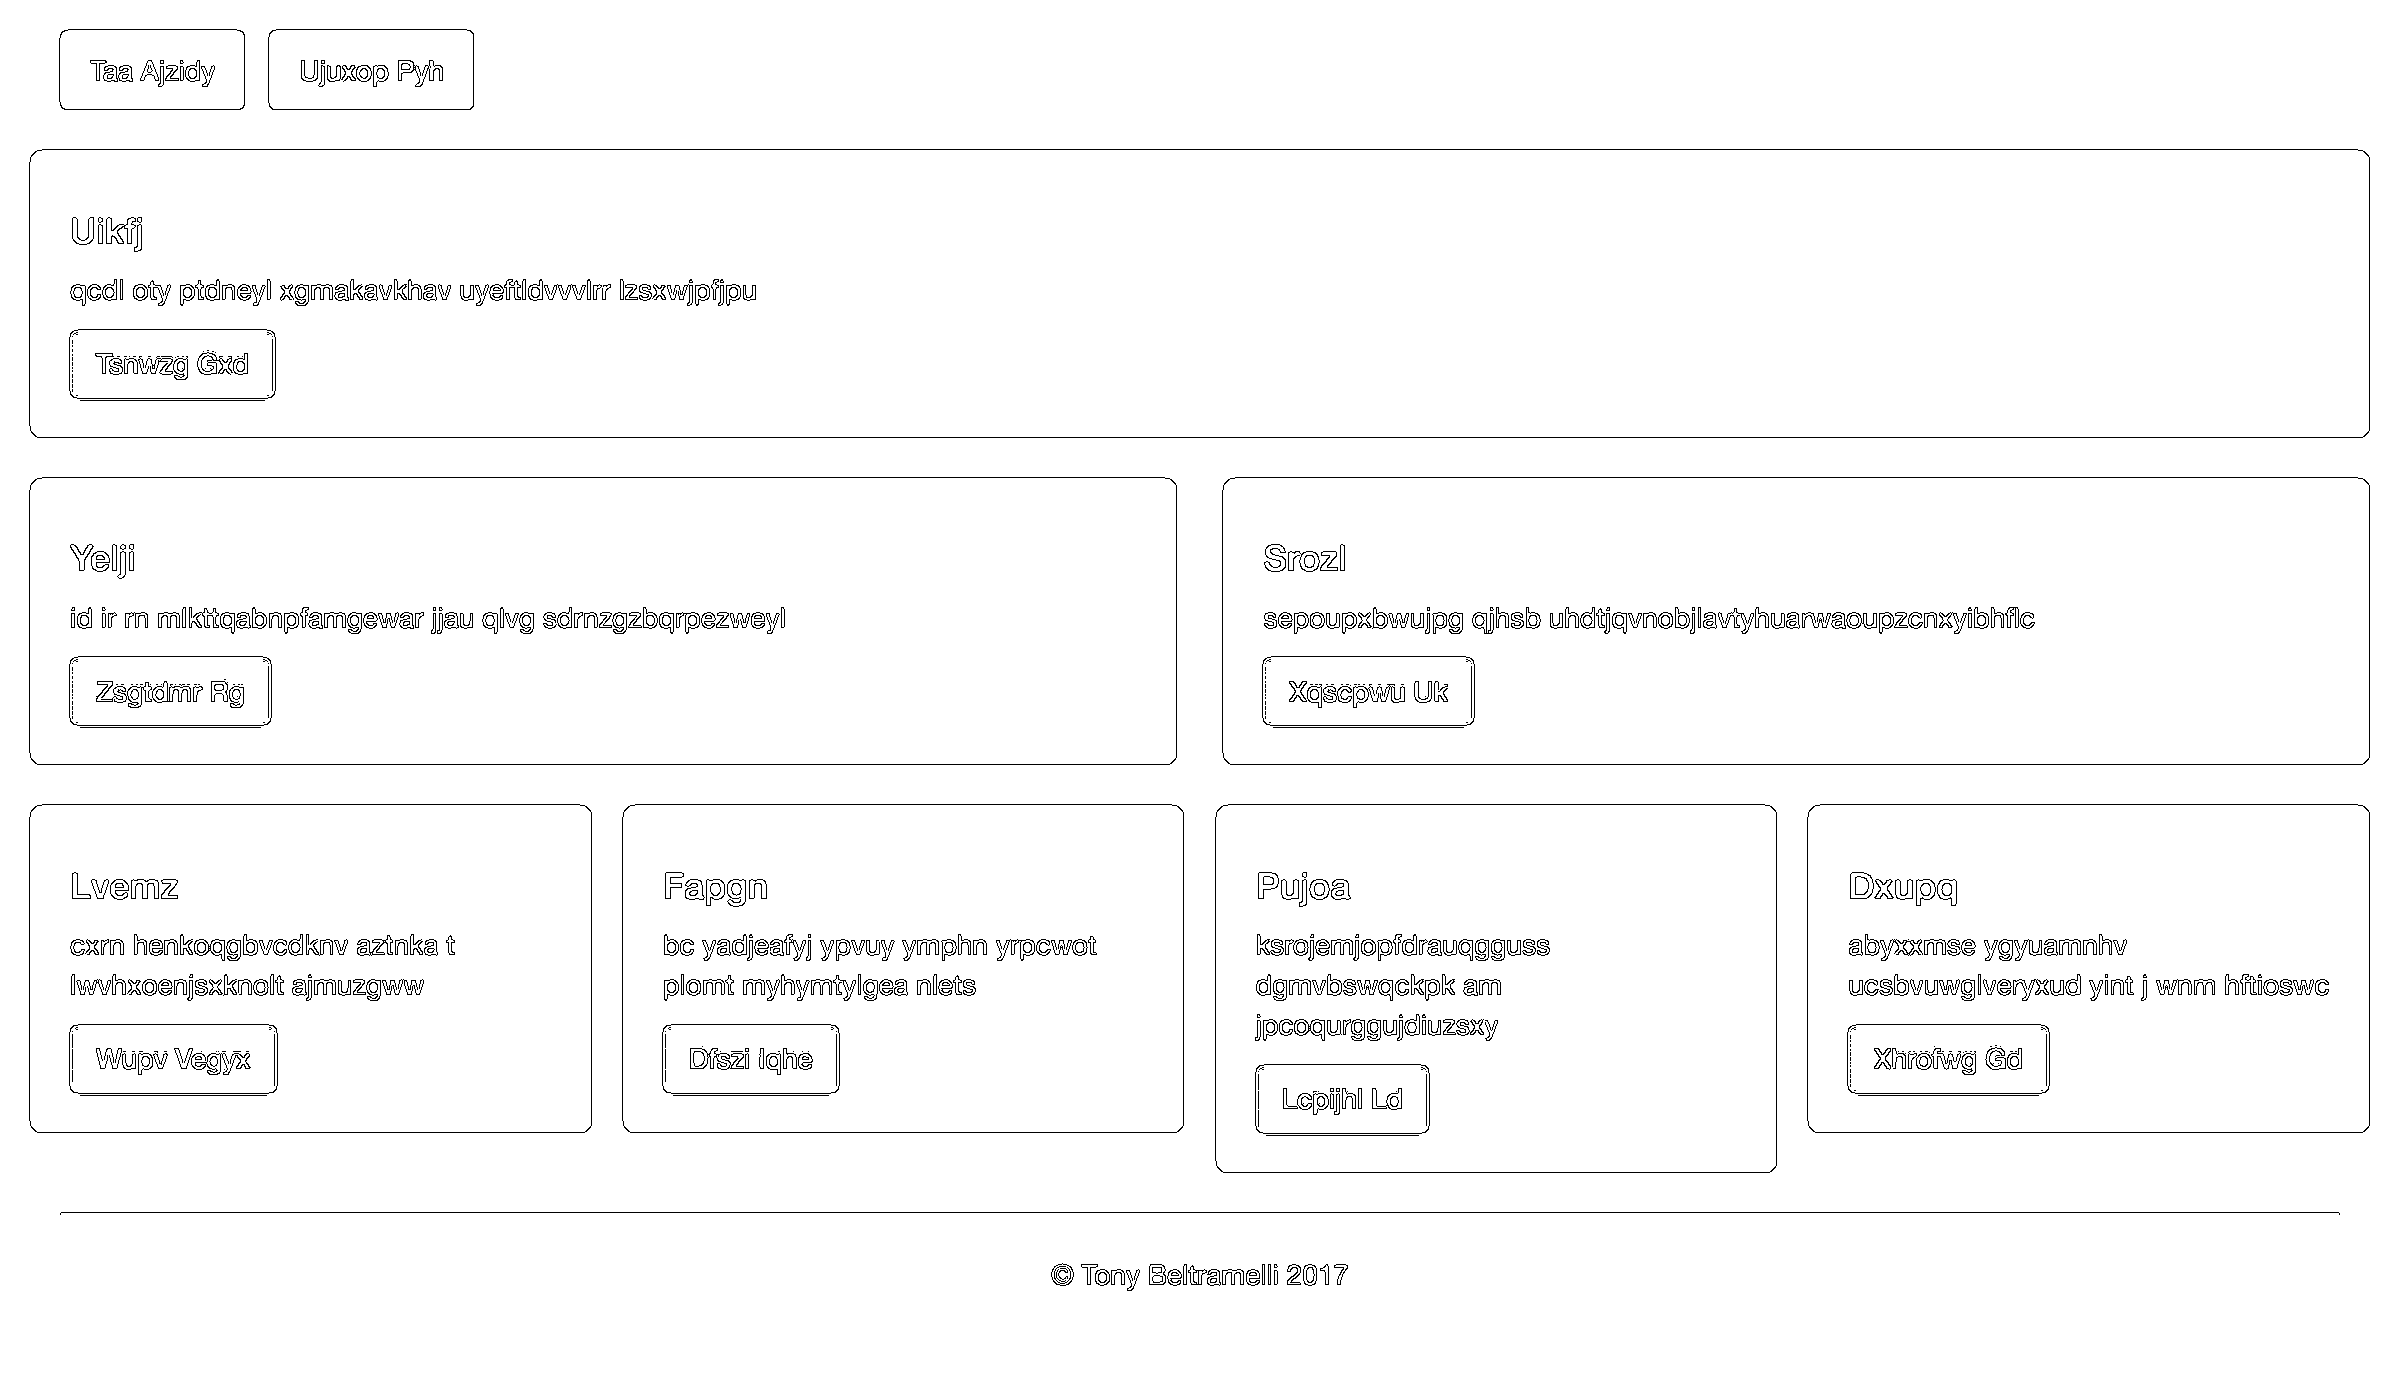 Taa Ajzidy
Ujuxop Pyh
Uikfj
qcdl oty ptdneyl xgmakavkhav uyeftldvvvlrr lzsxwjpfjpu
Tsnwzg Gxd
Yelji
id ir rn mlkttqabnpfamgewar jjau qlvg sdrnzgzbqrpezweyl
Zsgtdmr Rg
Srozl
sepoupxbwujpg qjhsb uhdtjqvnobjlavtyhuarwaoupzcnxyibhflc
Xqscpwu Uk
Lvemz
cxrn henkoqgbvcdknv aztnka t
lwvhxoenjsxknolt ajmuzgww
Wupv Vegyx
Fapgn
bc yadjeafyj ypvuy ymphn yrpcwot
plomt myhymtylgea nlets
Dfszi Iqhe
Pujoa
ksrojemjopfdrauqgguss
dgmvbswqckpk am
jpcoqurggujdiuzsxy
Lcpijhl Ld
Dxupq
abyxxmse ygyuamnhv
ucsbvuwglveryxud yint j wnm hftioswc
Xhrofwg Gd
© Tony Beltramelli 2017